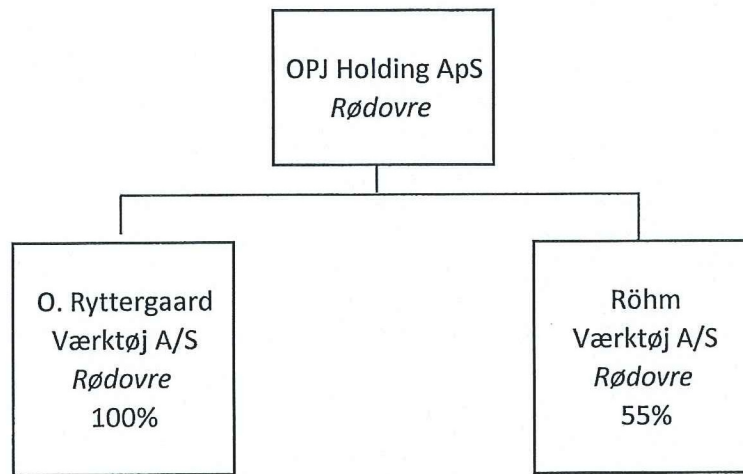 OPJ Holding ApS
Rødovre
O. Ryttergaard
Værktøj A/S
Rødovre
100%
Röhm
Værktøj A/S
Rødovre
55%